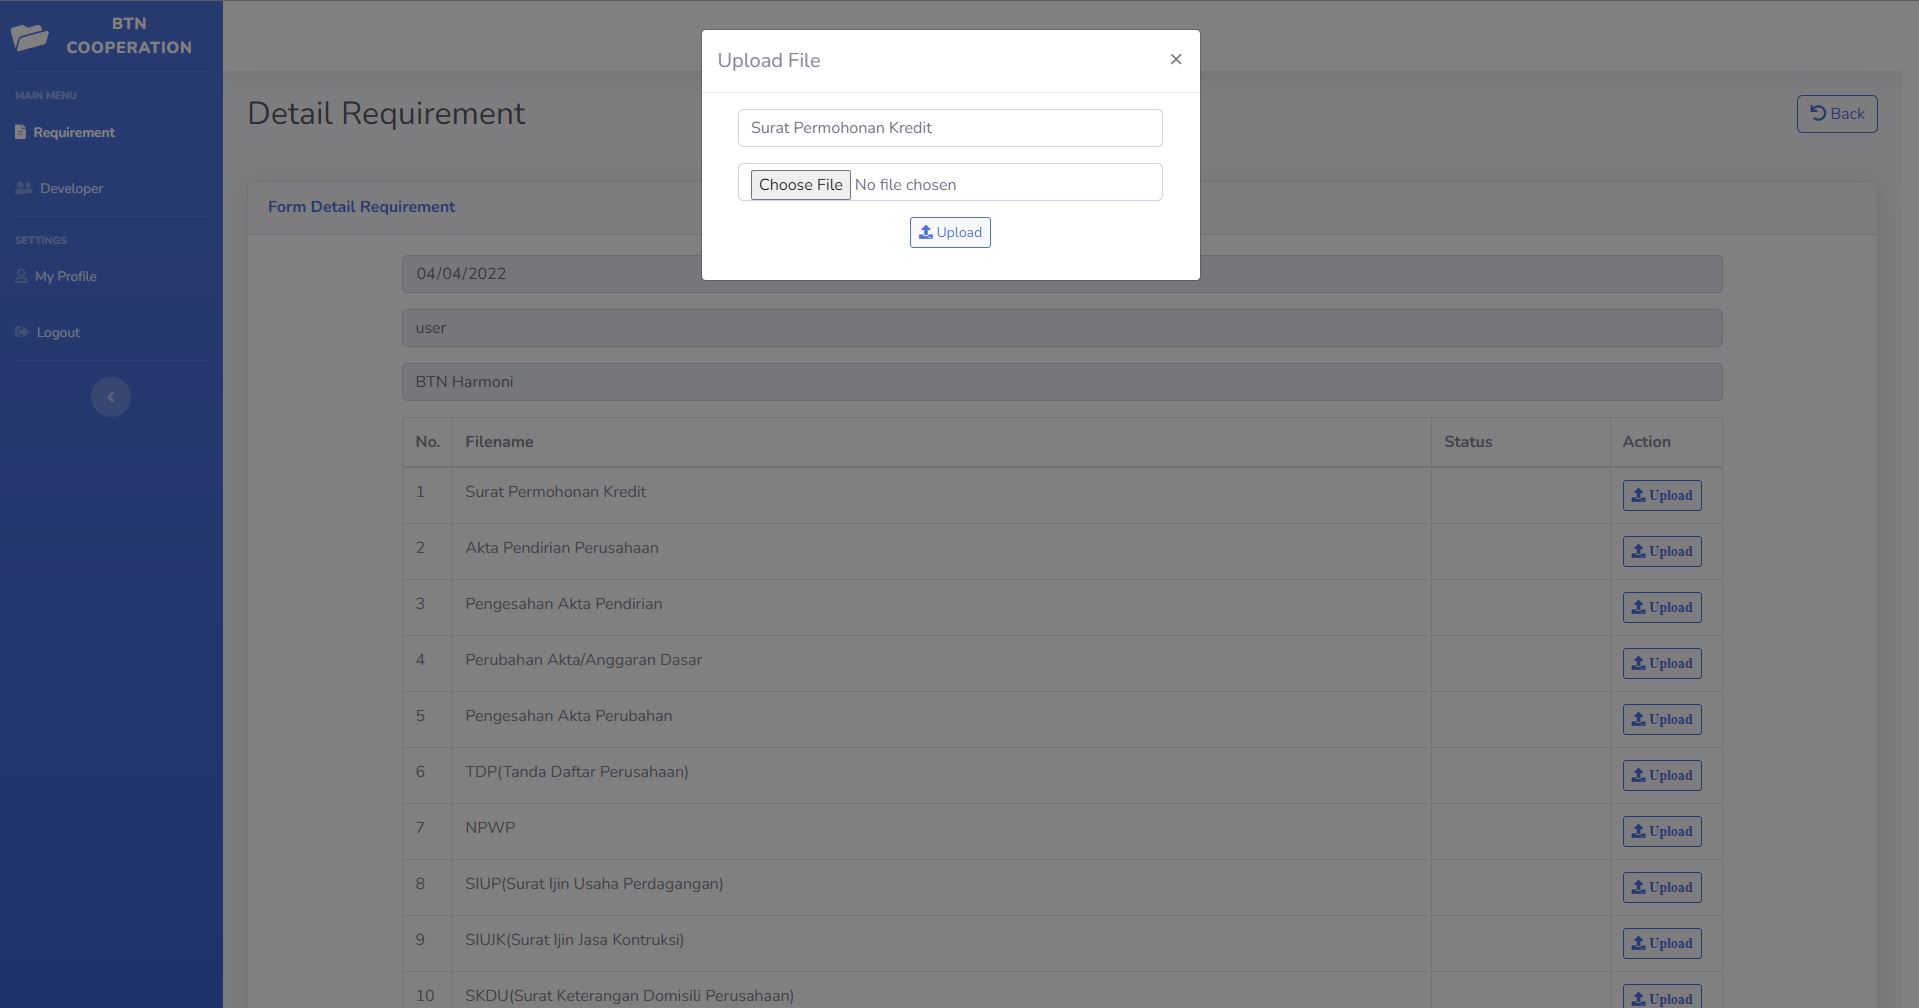 BTN
COOPERATION
MAIN MENU
Requirement
Developer
SETTINGS
My Profile
Logout
Upload File
×
Surat Permohonan Kredit
Choose File No file chosen
Upload
Detail Requirement
Back
Form Detail Requirement
04/04/2022
user
BTN Harmoni
No. Filename Status Action
1 Surat Permohonan Kredit Upload
2 Akta Pendirian Perusahaan Upload
3 Pengesahan Akta Pendirian Upload
4 Perubahan Akta/Anggaran Dasar Upload
5 Pengesahan Akta Perubahan Upload
6 TDP(Tanda Daftar Perusahaan) Upload
7 NPWP Upload
8 SIUP(Surat Ijin Usaha Perdagangan) Upload
9 SIUJK(Surat Ijin Jasa Kontruksi) Upload
10 SKDU(Surat Keterangan Domisili Perusahaan) Upload